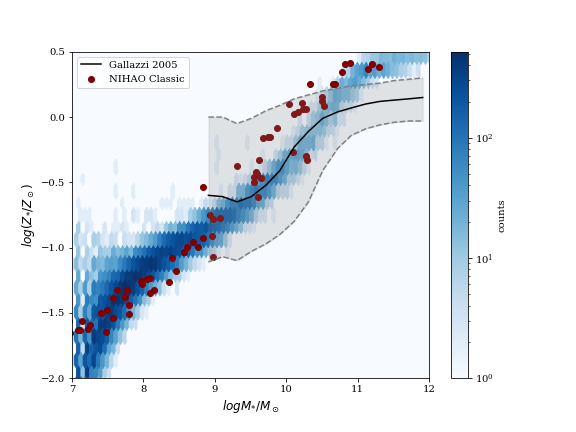 Gallazzi 2005
NIHAO Classic
0.5
0.0
−0.5
−1.0
−1.5
−2.0
log(Z*/Z⊙)
7 8 9 10 11 12
logM*/M⊙
10²
10¹
10⁰
counts